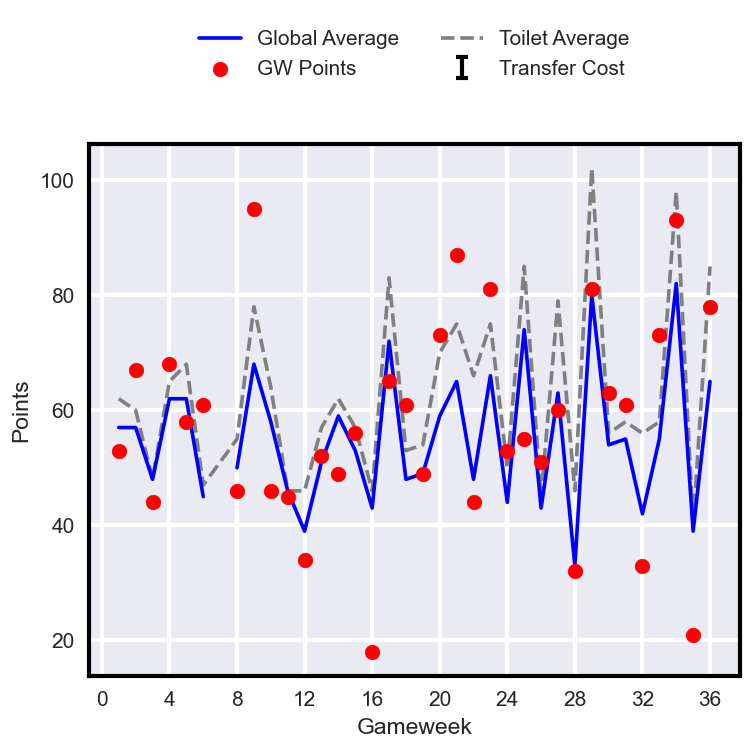 Global Average
Toilet Average
GW Points
Transfer Cost
100
80
60
40
20
Points
0 4 8 12 16 20 24 28 32 36
Gameweek